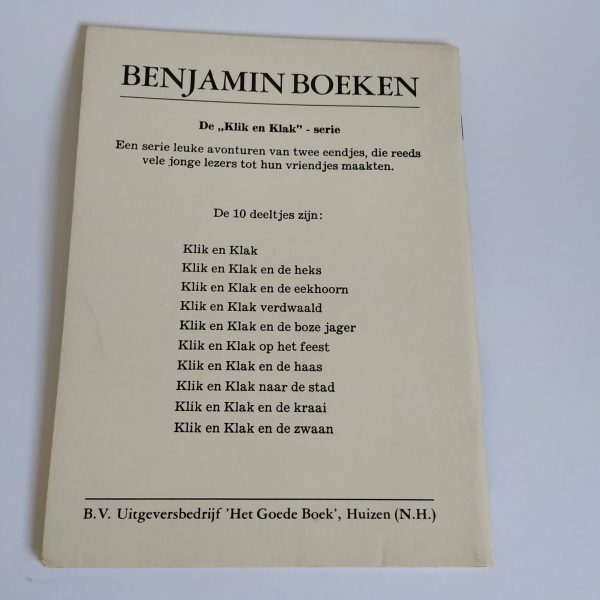 BENJAMIN BOEKEN
De „Klik en Klak” - serie
Een serie leuke avonturen van twee eendjes, die reeds
vele jonge lezers tot hun vriendjes maakten.
De 10 deeltjes zijn:
Klik en Klak
Klik en Klak en de heks
Klik en Klak en de eekhoorn
Klik en Klak verdwaald
Klik en Klak en de boze jager
Klik en Klak op het feest
Klik en Klak en de haas
Klik en Klak naar de stad
Klik en Klak en de kraai
Klik en Klak en de zwaan
B.V. Uitgeversbedrijf 'Het Goede Boek', Huizen (N.H.)